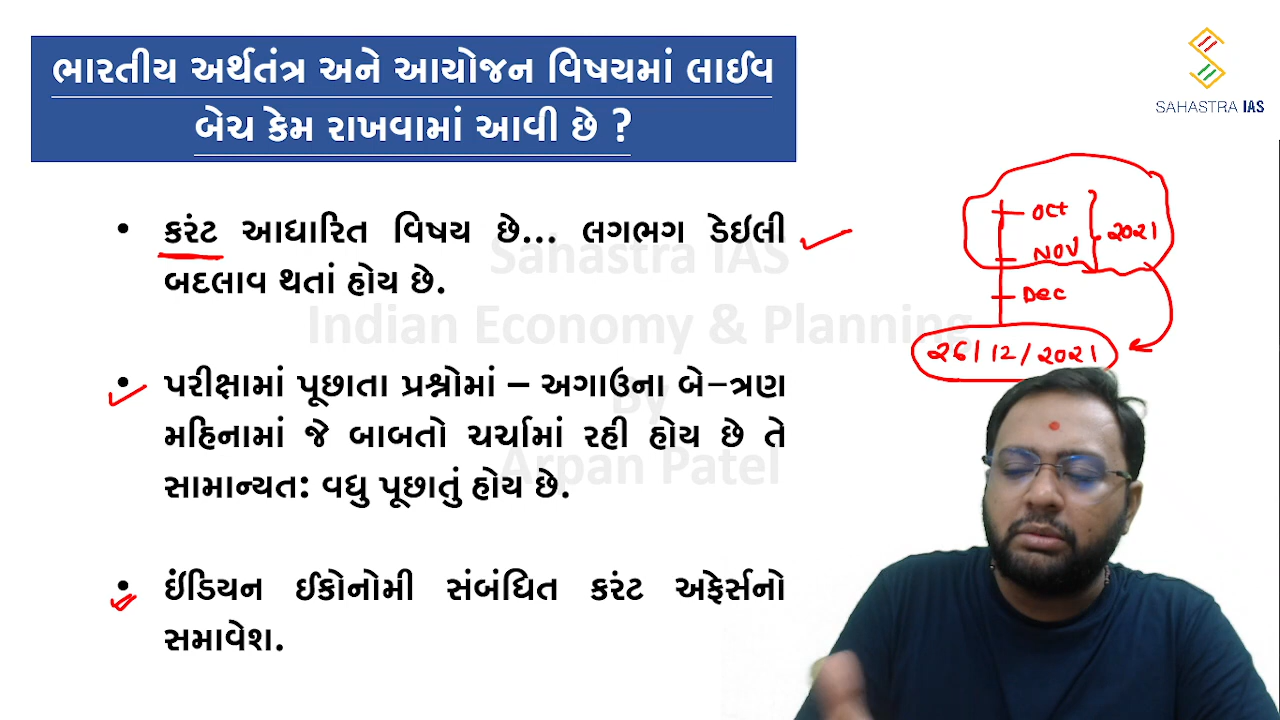 ભારતીય અર્થતંત્ર અને આયોજન વિષયમાં લાઈવ
બેચ કેમ રાખવામાં આવી છે ?
SAHASTRA IAS
• કરંટ આધારિત વિષય છે... લગભગ ડેઈલી
બદલાવ થતાં હોય છે.
• પરીક્ષામાં પૂછાતા પ્રશ્નોમાં – અગાઉના બે-ત્રણ
મહિનામાં જે બાબતો ચર્ચામાં રહી હોય છે તે
સામાન્યત: વધુ પૂછાતું હોય છે.
• ઈંડિયન ઈકોનોમી સંબંધિત કરંટ અફેર્સનો
સમાવેશ.
Oct
Nov
2021
Dec
26/12/2021
Sahastra IAS
Indian Economy & Planning
By
Arpan Patel